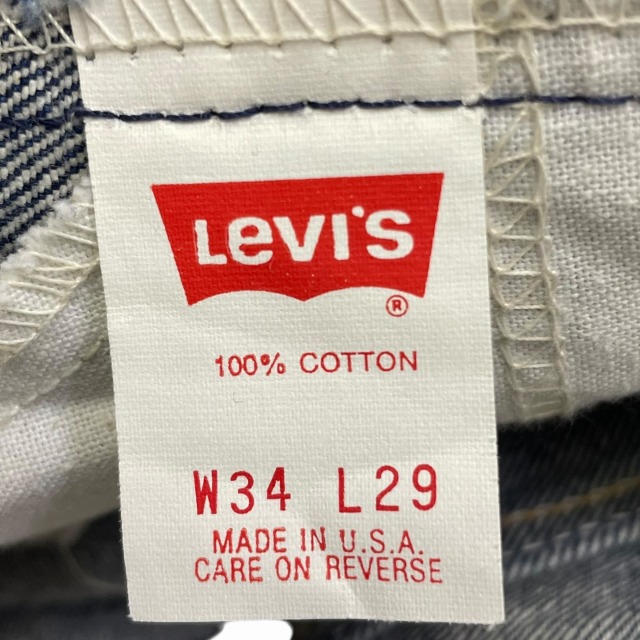 Levi's
®
100% COTTON
W34 L29
MADE IN U.S.A.
CARE ON REVERSE